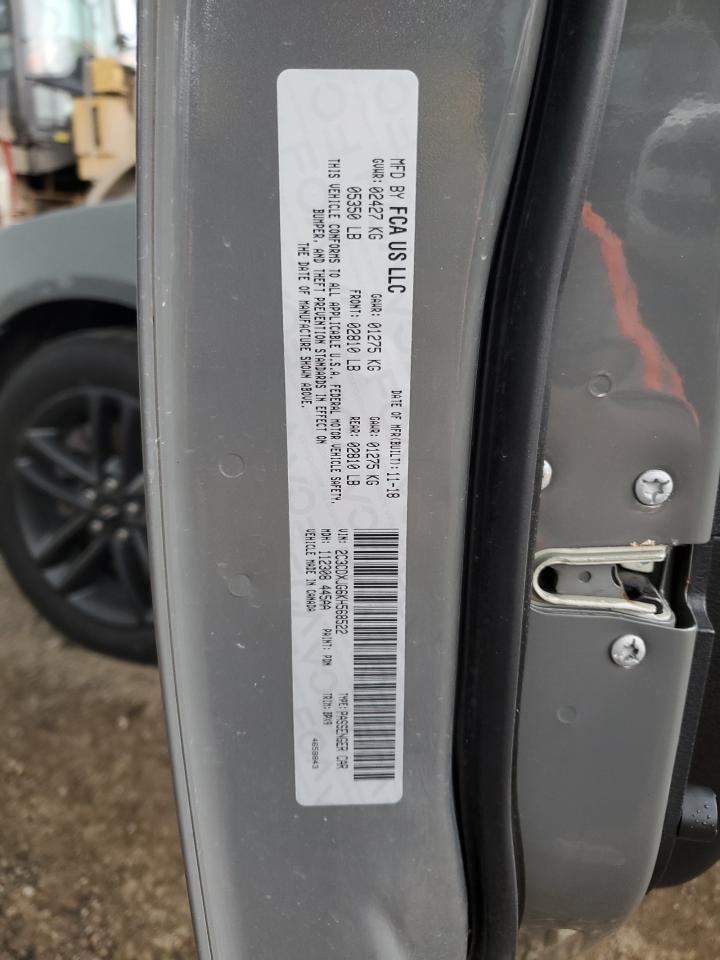 MFD BY FCA US LLC
DATE OF MFR(BUILT): 11-18
GVWR: 02427 KG GAWR: 01275 KG GAWR: 01275 KG
05350 LB FRONT: 02810 LB REAR: 02810 LB
THIS VEHICLE CONFORMS TO ALL APPLICABLE U.S.A. FEDERAL MOTOR VEHICLE SAFETY,
BUMPER, AND THEFT PREVENTION STANDARDS IN EFFECT ON
THE DATE OF MANUFACTURE SHOWN ABOVE.
VIN: 2C3CDXJG6KH568522 TYPE: PASSENGER CAR
MDH: 112308 445AA PAINT: PDN TRIM: BPX9
VEHICLE MADE IN CANADA 4658843